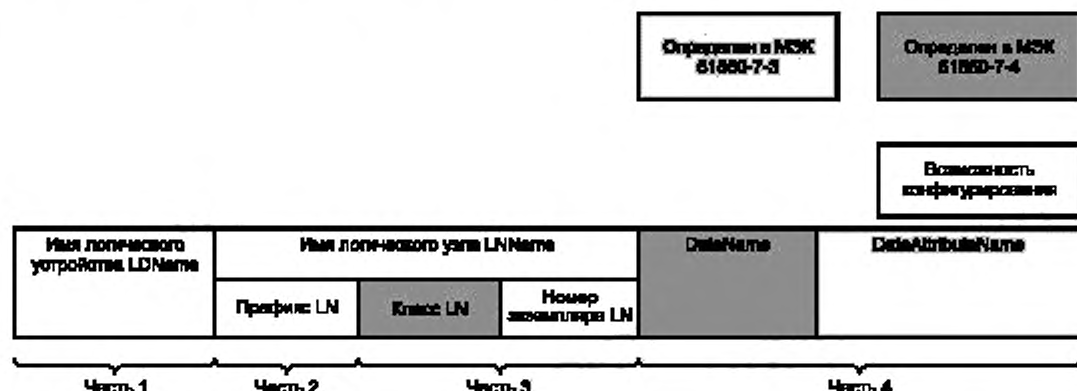 Определен в МЭК
61850-7-3
Определен в МЭК
61850-7-4
Возможность
конфигурирования
Имя логического
устройства LDName
Имя логического узла LNName
DataName
DataAttributeName
Префикс LN
Класс LN
Номер
экземпляра LN
Часть 1
Часть 2
Часть 3
Часть 4